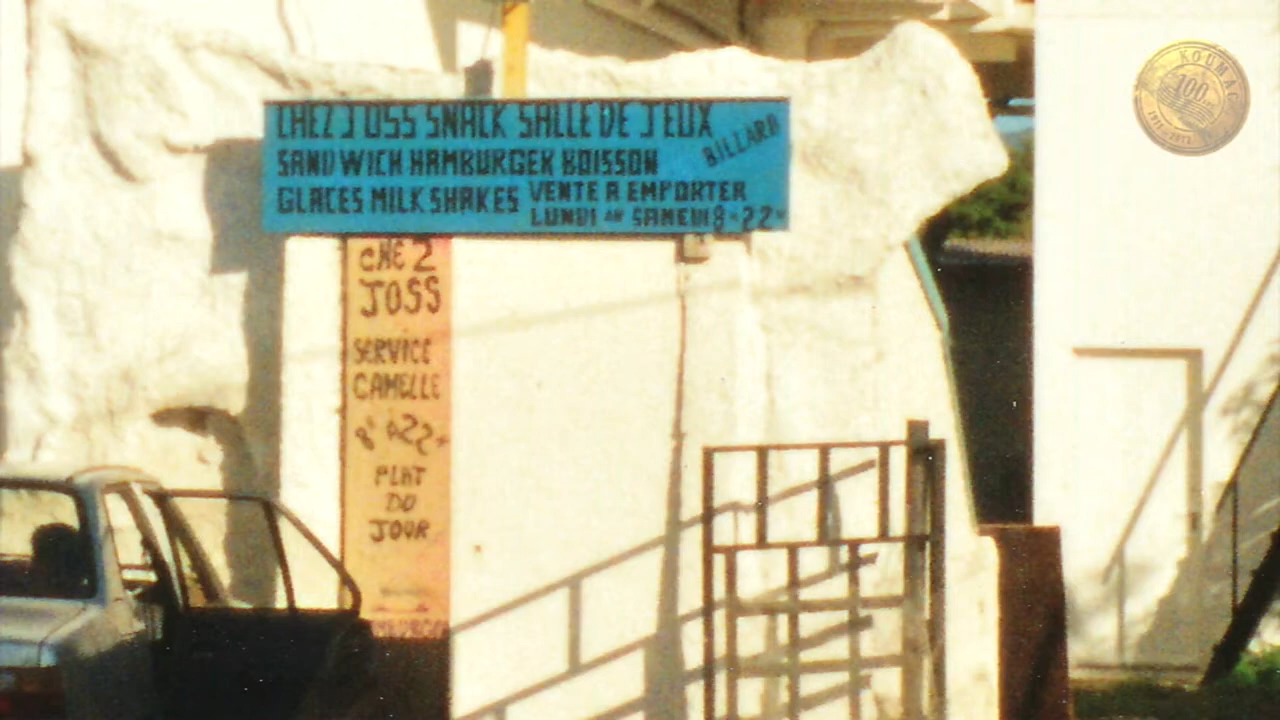 CHEZ JOSS SNACK SALLE DE JEUX
BILLARD
SANDWICH HAMBURGER BOISSON
GLACES MILK SHAKES VENTE A EMPORTER
LUNDI AU SAMEDI 8H-22H
CHEZ
JOSS
SERVICE
GAMELLE
8H A 22H
PLAT
DU
JOUR
KOUMAC
100